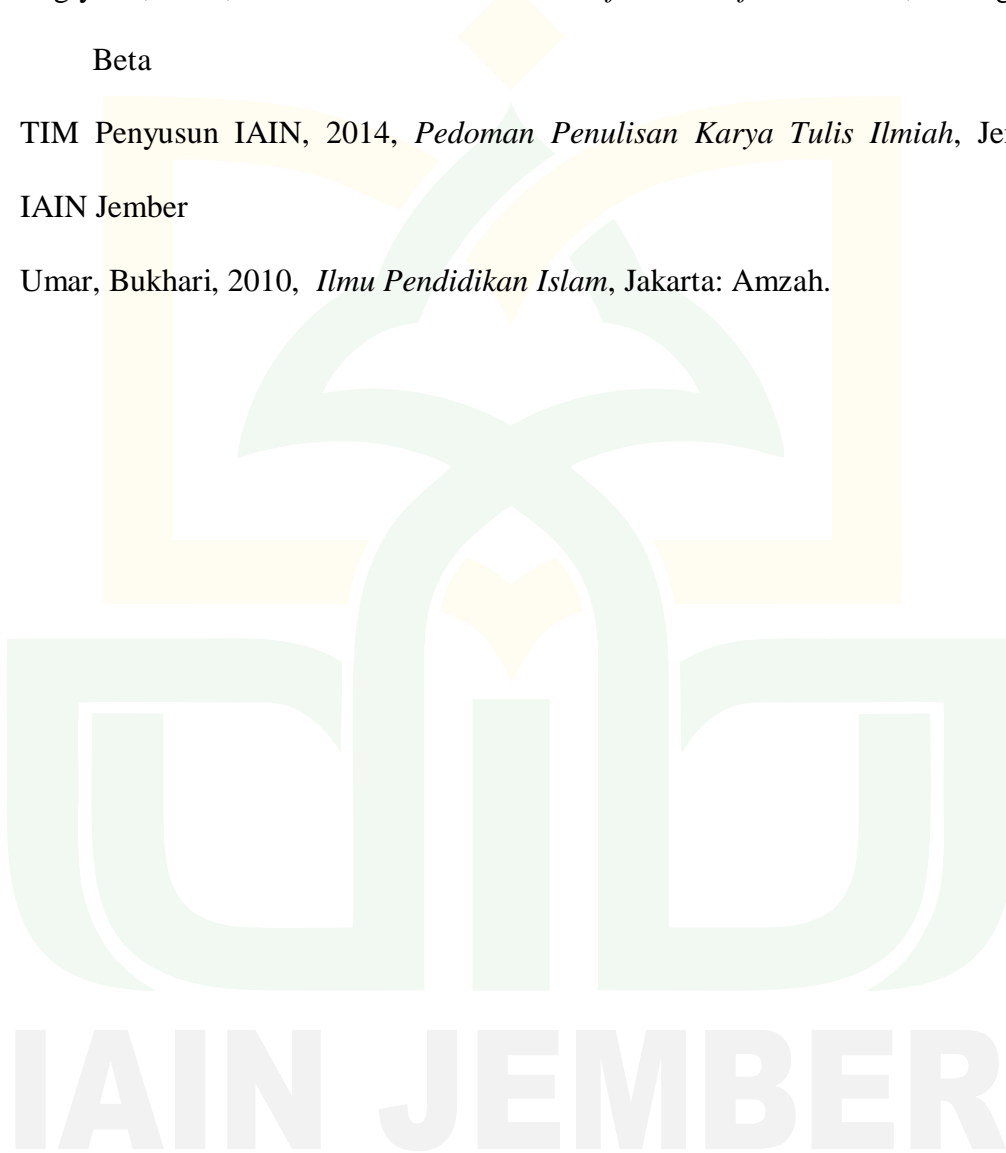 Beta
TIM Penyusun IAIN, 2014, Pedoman Penulisan Karya Tulis Ilmiah,
IAIN Jember
Umar, Bukhari, 2010, Ilmu Pendidikan Islam, Jakarta: Amzah.
IAIN JEMBER